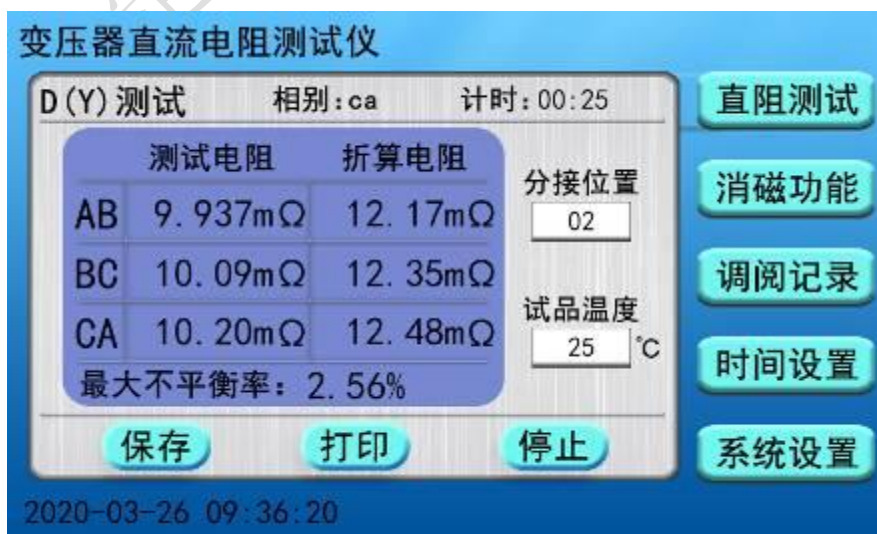 变压器直流电阻测试仪
D(Y)测试 相别:ca 计时:00:25
测试电阻 折算电阻
AB 9.937mΩ 12.17mΩ
BC 10.09mΩ 12.35mΩ
CA 10.20mΩ 12.48mΩ
最大不平衡率: 2.56%
分接位置
02
试品温度
25 ℃
保存 打印 停止
直阻测试
消磁功能
调阅记录
时间设置
系统设置
2020-03-26 09:36:20